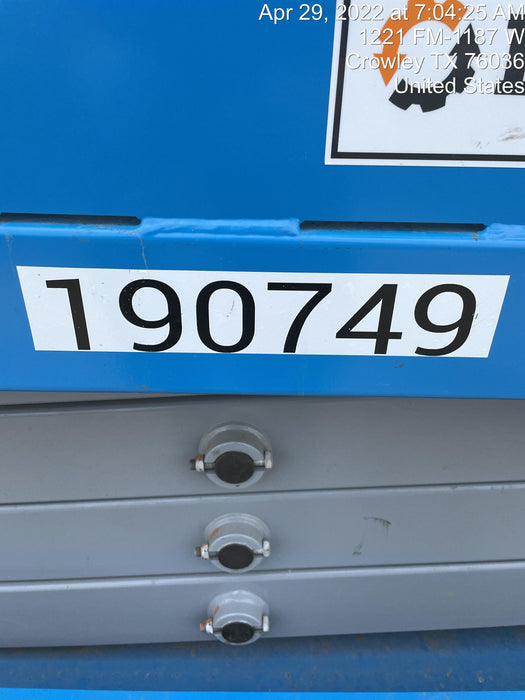 Apr 29, 2022 at 7:04:25 AM
1221 FM-1187 W
Crowley TX 76036
United States
190749